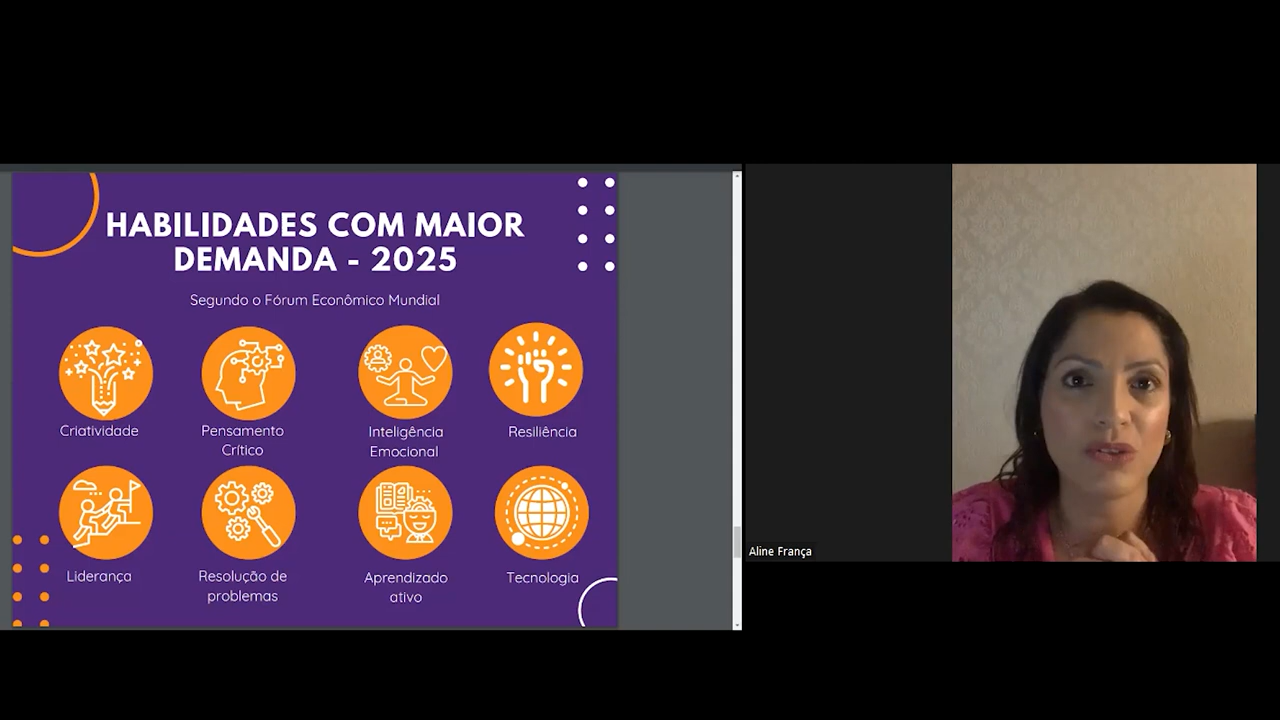 HABILIDADES COM MAIOR
DEMANDA - 2025
Segundo o Fórum Econômico Mundial
Criatividade
Pensamento
Crítico
Inteligência
Emocional
Resiliência
Liderança
Resolução de
problemas
Aprendizado
ativo
Tecnologia
Aline França